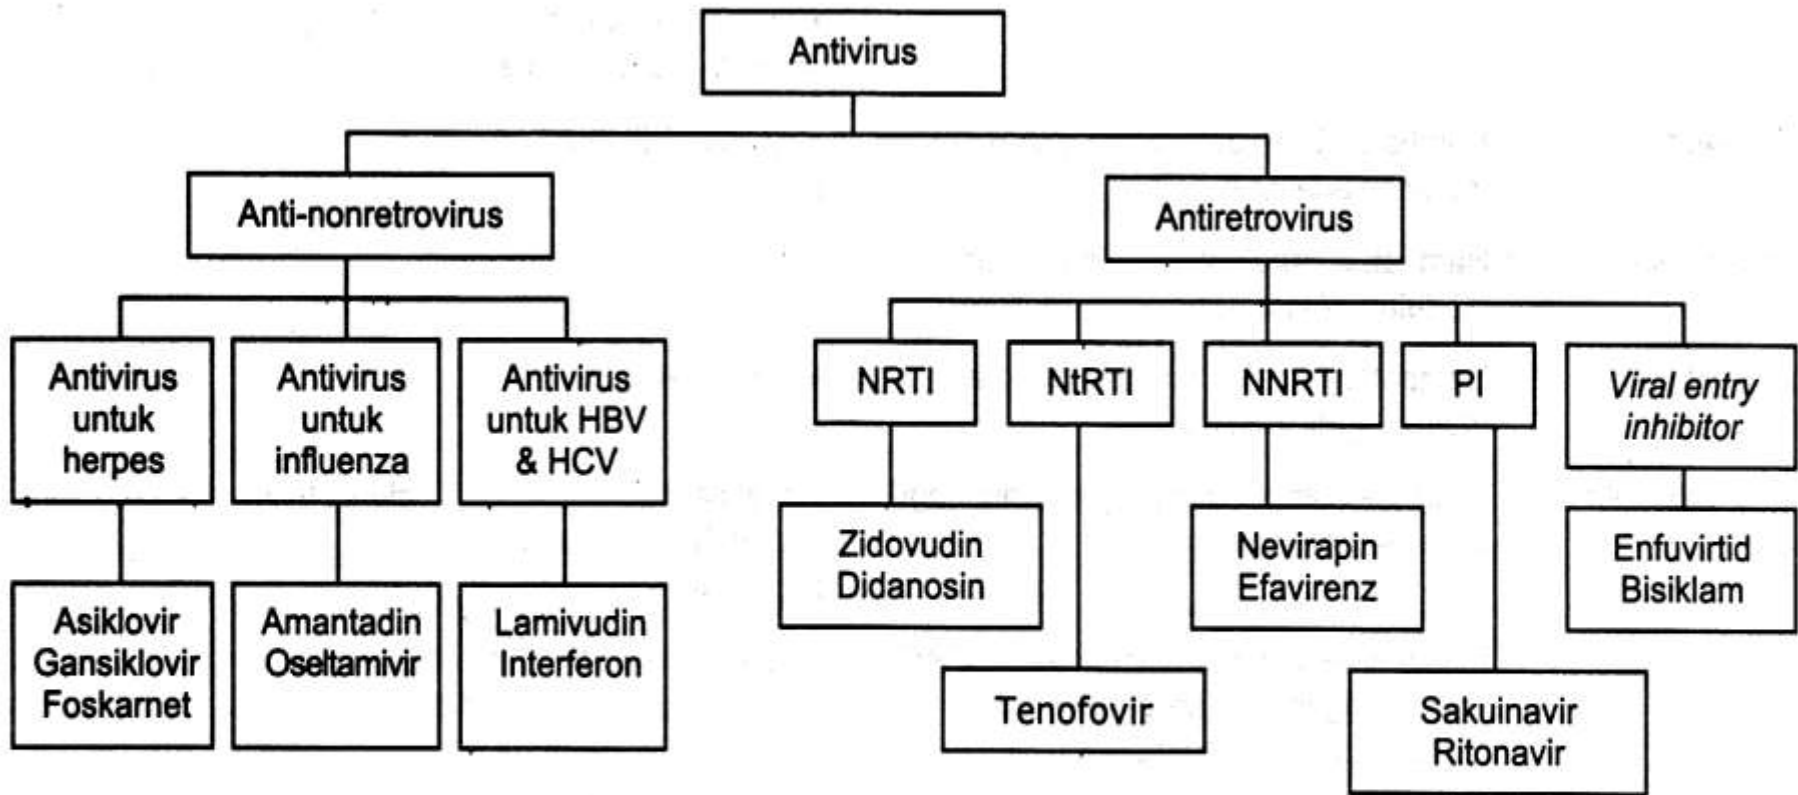 Antivirus
Anti-nonretrovirus
Antiretrovirus
Antivirus
untuk
herpes
Antivirus
untuk
influenza
Antivirus
untuk HBV
& HCV
NRTI
NtRTI
NNRTI
PI
Viral entry
inhibitor
Asiklovir
Gansiklovir
Foskarnet
Amantadin
Oseltamivir
Lamivudin
Interferon
Zidovudin
Didanosin
Tenofovir
Nevirapin
Efavirenz
Sakuinavir
Ritonavir
Enfuvirtid
Bisiklam